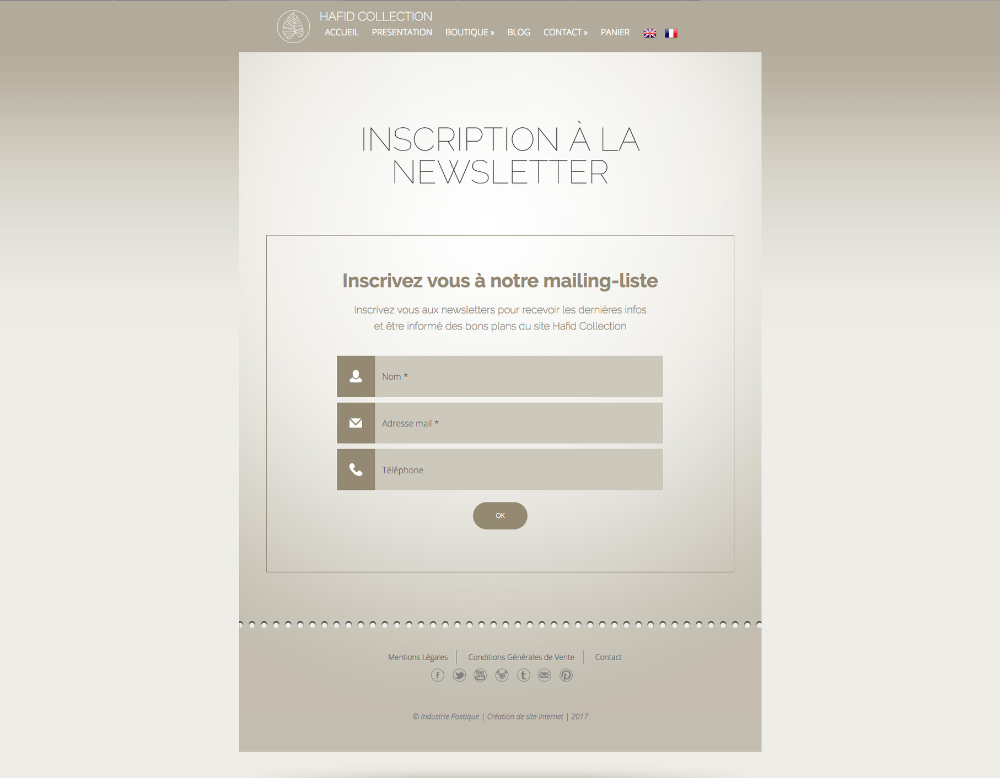 HAFID COLLECTION
ACCUEIL PRESENTATION BOUTIQUE » BLOG CONTACT » PANIER
INSCRIPTION À LA
NEWSLETTER
Inscrivez vous à notre mailing-liste
Inscrivez vous aux newsletters pour recevoir les dernières infos
et être informé des bons plans du site Hafid Collection
Nom *
Adresse mail *
Téléphone
OK
Mentions Légales Conditions Générales de Vente Contact
f You Tube t
© Industrie Poetique | Création de site internet | 2017